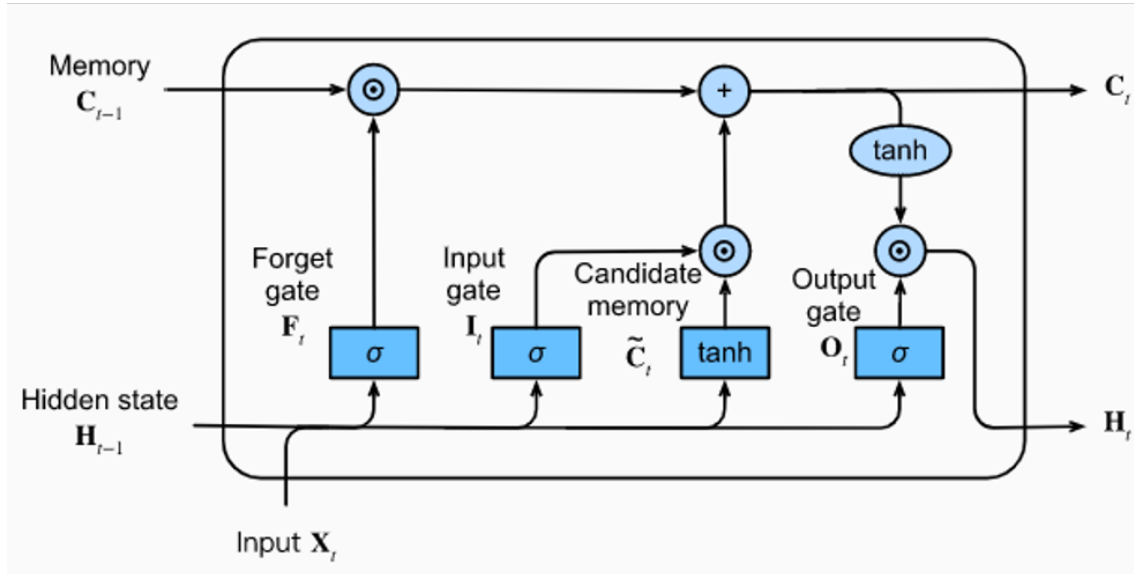 Memory
C_{t−1}
⊙
+
C_t
tanh
Forget
gate
F_t
σ
Input
gate
I_t
σ
Candidate
memory
C̃_t
tanh
⊙
Output
gate
O_t
σ
⊙
Hidden state
H_{t−1}
H_t
Input X_t